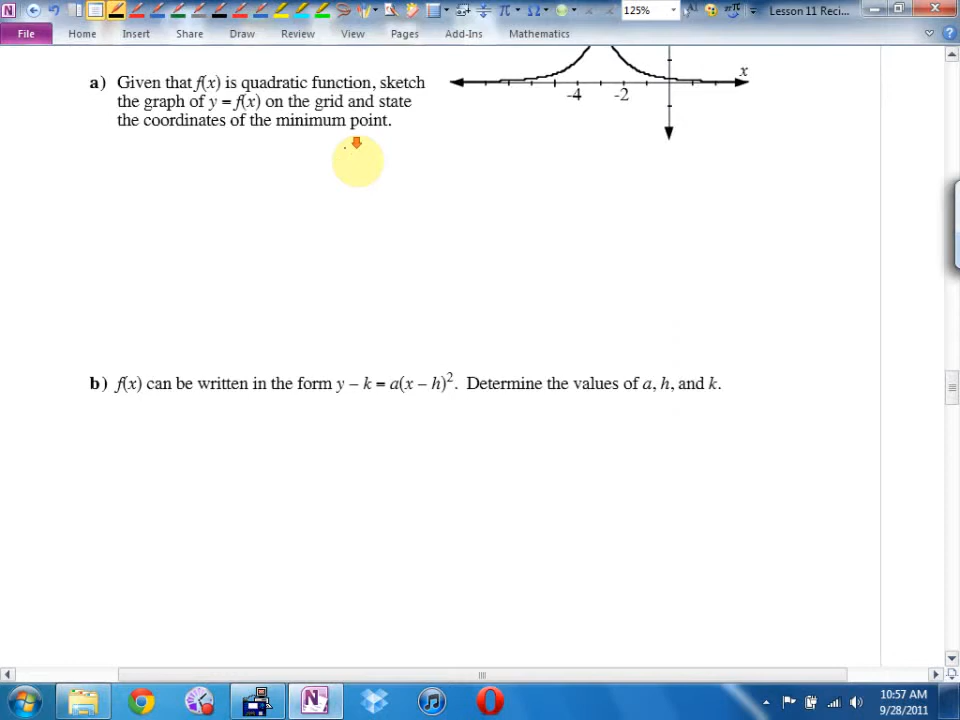 125%
Lesson 11 Reci...
File Home Insert Share Draw Review View Pages Add-Ins Mathematics
a) Given that f(x) is quadratic function, sketch
the graph of y = f(x) on the grid and state
the coordinates of the minimum point.
x
-4 -2
b) f(x) can be written in the form y – k = a(x – h)². Determine the values of a, h, and k.
10:57 AM
9/28/2011